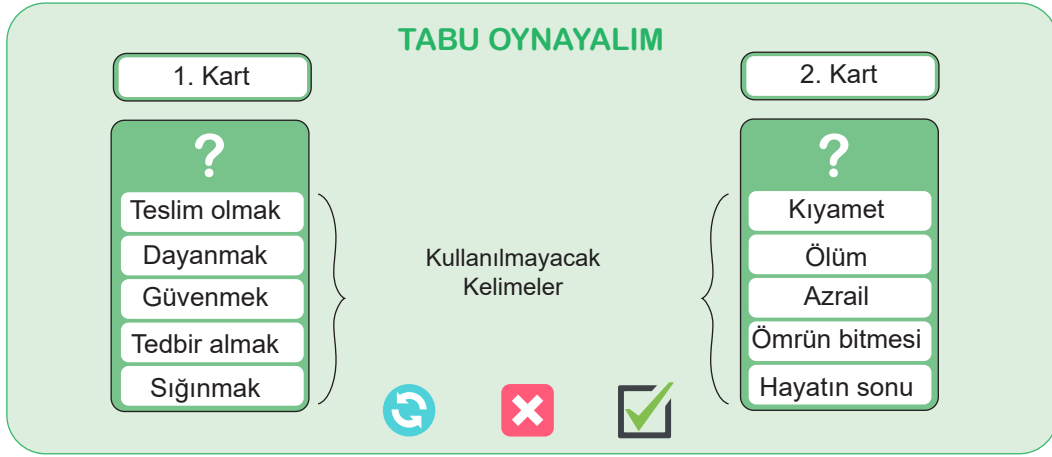 TABU OYNAYALIM
1. Kart
?
Teslim olmak
Dayanmak
Güvenmek
Tedbir almak
Sığınmak
Kullanılmayacak
Kelimeler
2. Kart
?
Kıyamet
Ölüm
Azrail
Ömrün bitmesi
Hayatın sonu